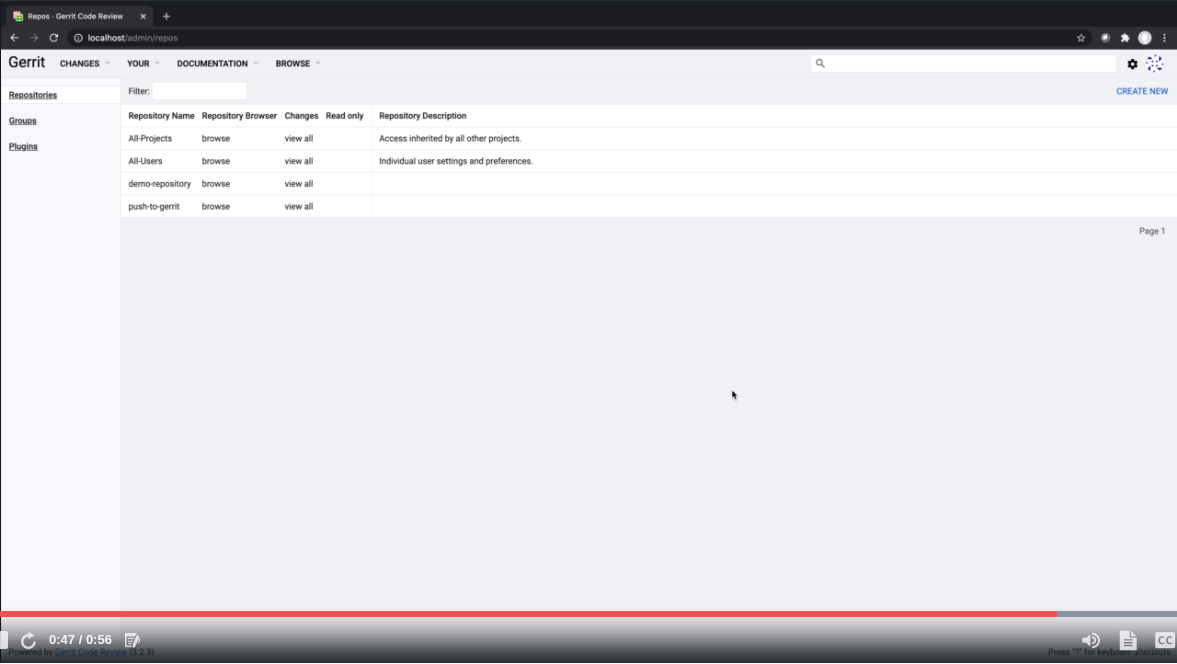 Repos - Gerrit Code Review
localhost/admin/repos
Gerrit CHANGES YOUR DOCUMENTATION BROWSE
Repositories
Groups
Plugins
Filter: CREATE NEW
Repository Name Repository Browser Changes Read only Repository Description
All-Projects browse view all Access inherited by all other projects.
All-Users browse view all Individual user settings and preferences.
demo-repository browse view all
push-to-gerrit browse view all
Page 1
0:47 / 0:56 CC
Powered by Gerrit Code Review (3.2.3) Press "?" for keyboard shortcuts